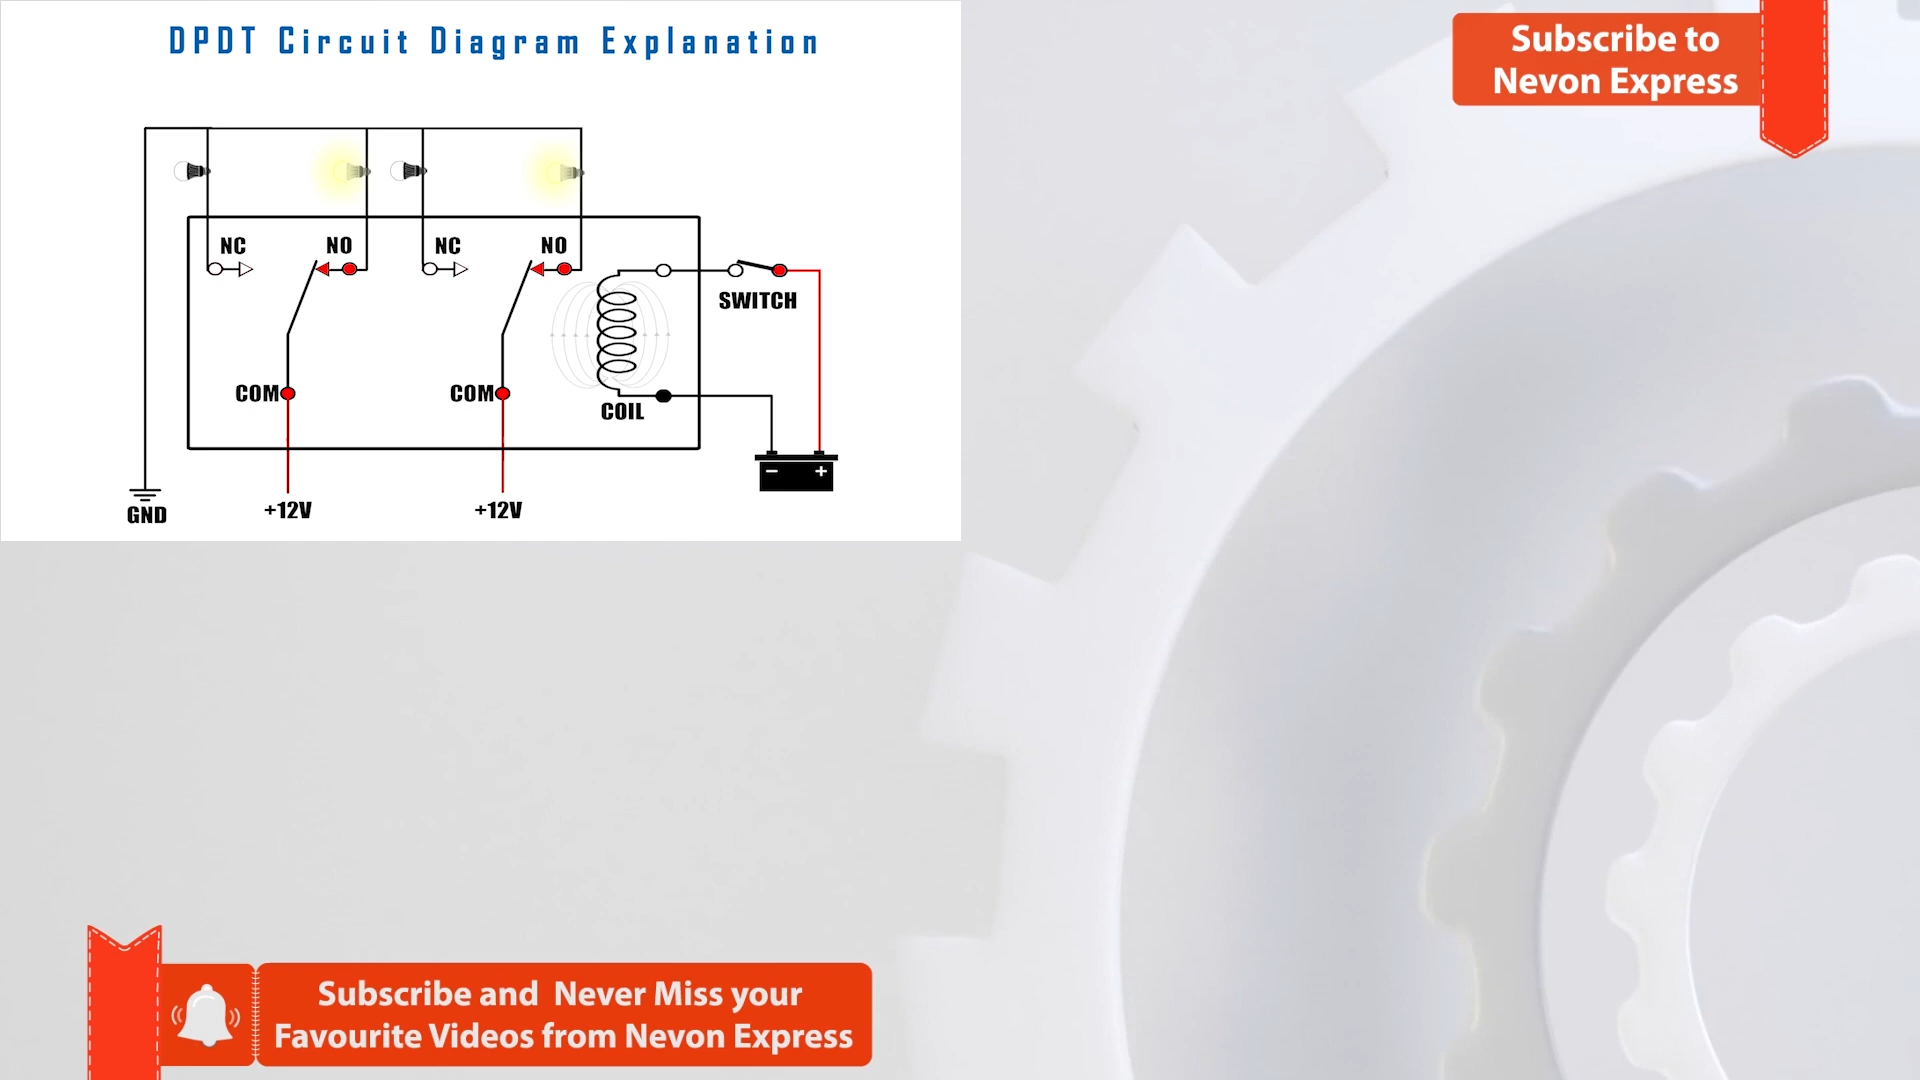 DPDT Circuit Diagram Explanation
Subscribe to
Nevon Express
NC
NO
NC
NO
SWITCH
COM
COM
COIL
− +
GND
+12V
+12V
Subscribe and Never Miss your
Favourite Videos from Nevon Express